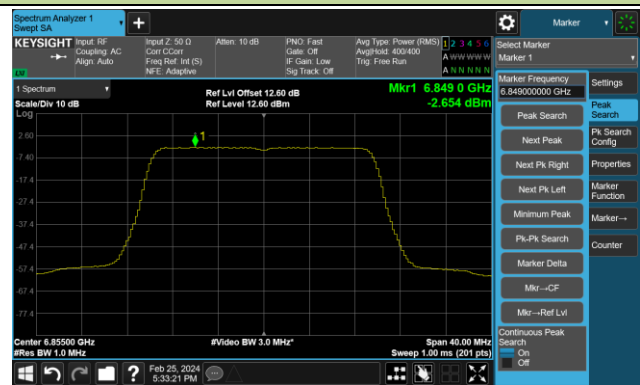 Spectrum Analyzer 1
Swept SA
Marker
KEYSIGHT
Input: RF
Coupling: AC
Align: Auto
Input Z: 50 Ω
Corr CCorr
Freq Ref: Int (S)
NFE: Adaptive
Atten: 10 dB
PNO: Fast
Gate: Off
IF Gain: Low
Sig Track: Off
Avg Type: Power (RMS)
Avg|Hold: 400/400
Trig: Free Run
1 2 3 4 5 6
A W W W W W
A N N N N N
LXI
Select Marker
Marker 1
1 Spectrum
Scale/Div 10 dB
Log
Ref Lvl Offset 12.60 dB
Ref Level 12.60 dBm
Mkr1 6.849 0 GHz
-2.654 dBm
1
2.60
-7.40
-17.4
-27.4
-37.4
-47.4
-57.4
-67.4
-77.4
Center 6.85500 GHz
#Res BW 1.0 MHz
#Video BW 3.0 MHz*
Span 40.00 MHz
Sweep 1.00 ms (201 pts)
Marker Frequency
6.849000000 GHz
Peak Search
Next Peak
Next Pk Right
Next Pk Left
Minimum Peak
Pk-Pk Search
Marker Delta
Mkr→CF
Mkr→Ref Lvl
Continuous Peak
Search
On
Off
Settings
Peak
Search
Pk Search
Config
Properties
Marker
Function
Marker→
Counter
Feb 25, 2024
5:33:21 PM